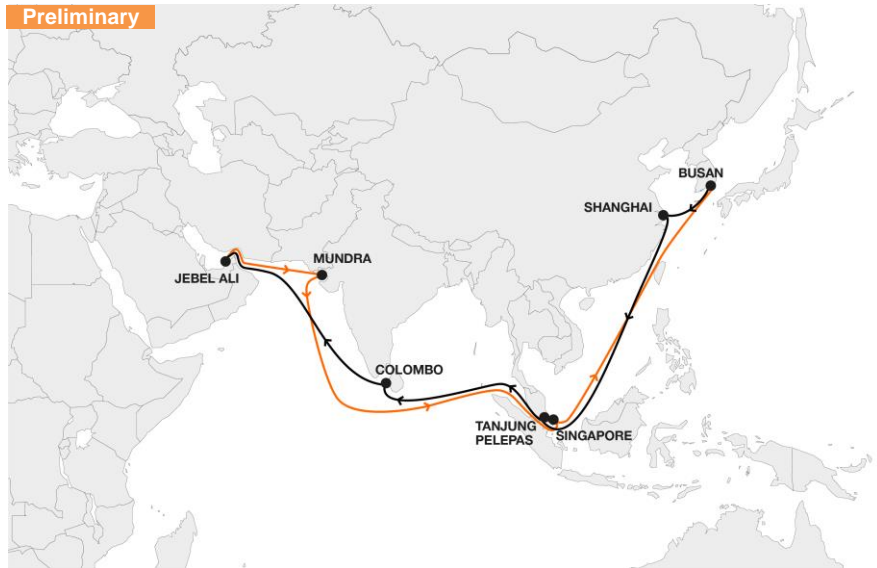 Preliminary
BUSAN
SHANGHAI
MUNDRA
JEBEL ALI
COLOMBO
TANJUNG
PELEPAS
SINGAPORE